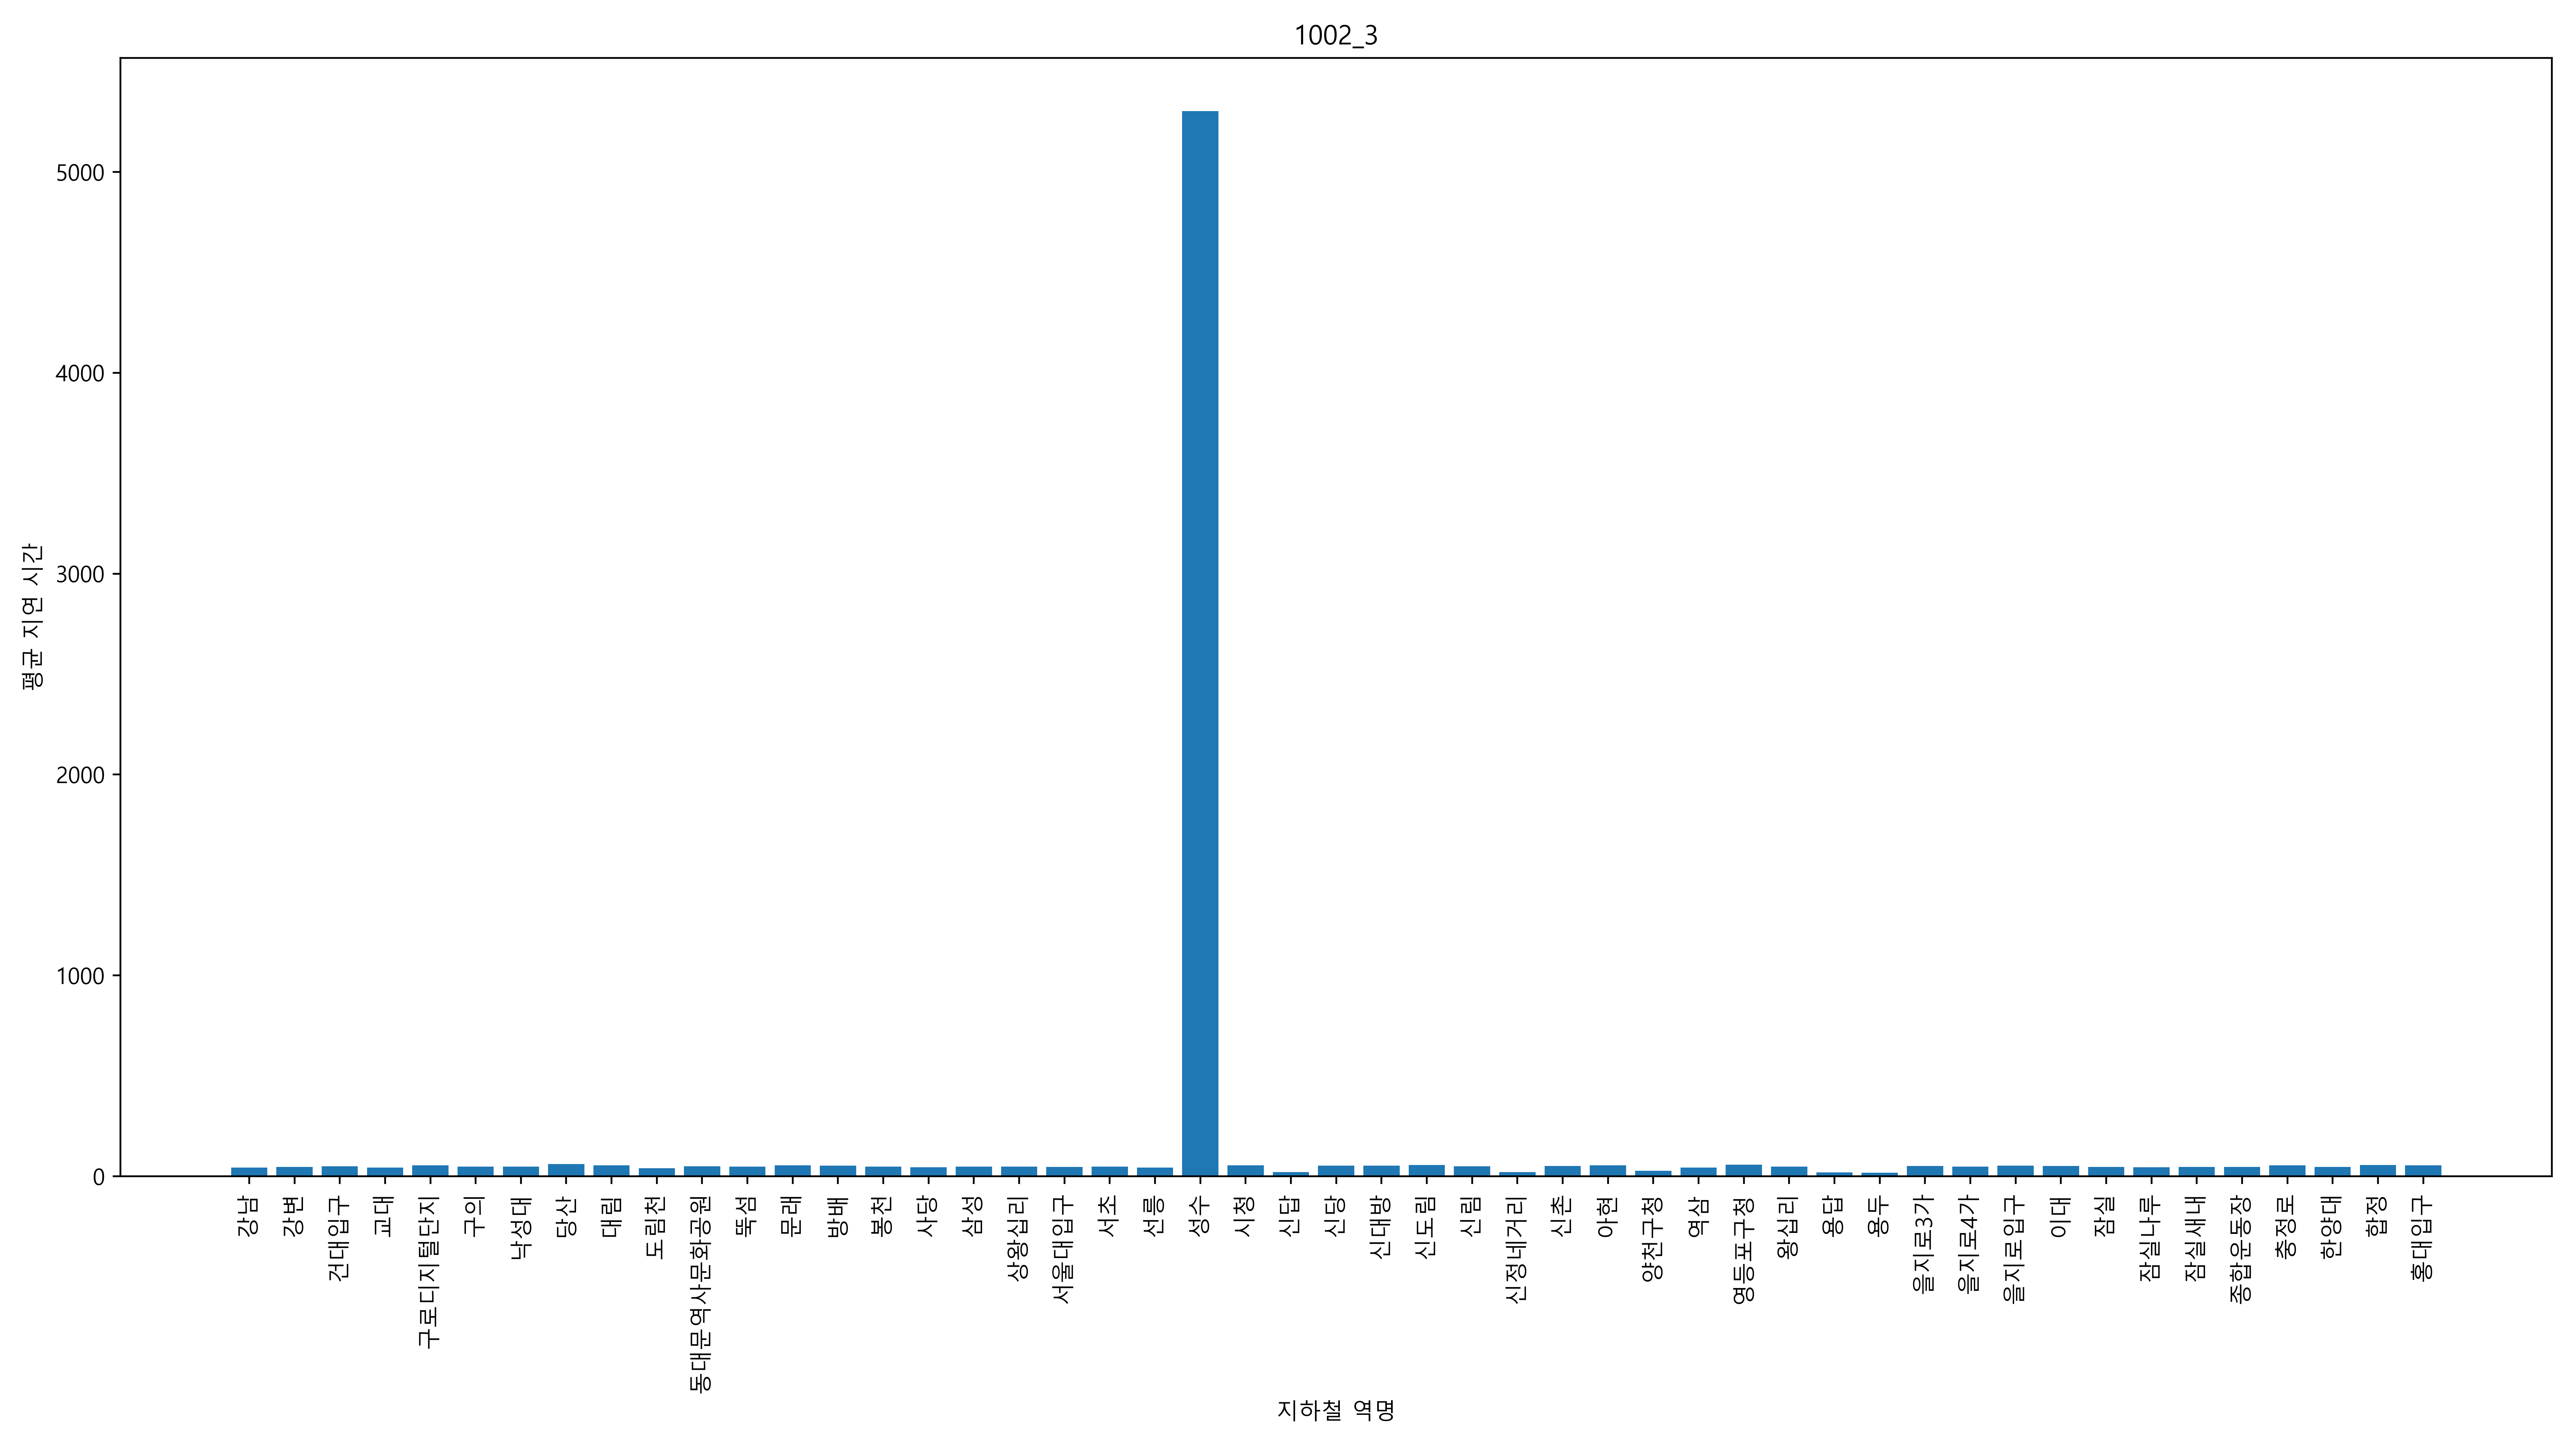 1002_3
평균 지연 시간
5000
4000
3000
2000
1000
0
강남
강변
건대입구
교대
구로디지털단지
구의
낙성대
당산
대림
도림천
동대문역사문화공원
뚝섬
문래
방배
봉천
사당
삼성
상왕십리
서울대입구
서초
선릉
성수
시청
신답
신당
신대방
신도림
신림
신정네거리
신촌
아현
양천구청
역삼
영등포구청
왕십리
용답
용두
을지로3가
을지로4가
을지로입구
이대
잠실
잠실나루
잠실새내
종합운동장
충정로
한양대
합정
홍대입구
지하철 역명